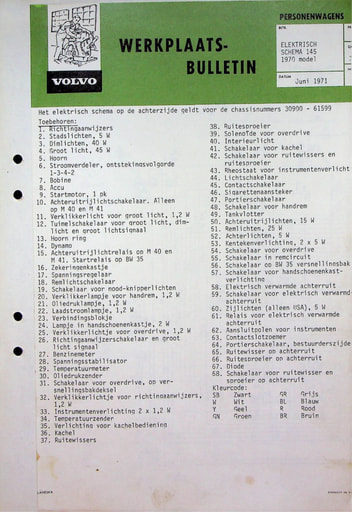 PERSONENWAGENS
WERKPLAATS-
BULLETIN
VOLVO
ELEKTRISCH
SCHEMA 145
1970 model
DATUM
Juni 1971
Het elektrisch schema op de achterzijde geldt voor de chassisnummers 30900 - 61599
Toebehoren:
1. Richtingaanwijzers
2. Stadslichten, 5 W
3. Dimlichten, 40 W
4. Groot licht, 45 W
5. Hoorn
6. Stroomverdeler, ontstekingsvolgorde
1-3-4-2
7. Bobine
8. Accu
9. Startmotor, 1 pk
10. Achteruitrijlichtschakelaar. Alleen
op M 40 en M 41
11. Verklikkerlicht voor groot licht, 1,2 W
12. Tuimelschakelaar voor groot licht, dim-
licht en groot lichtsignaal
13. Hoorn ring
14. Dynamo
15. Achteruitrijlichtrelais op M 40 en
M 41. Startrelais op BW 35
16. Zekeringenkastje
17. Spanningsregelaar
18. Remlichtschakelaar
19. Schakelaar voor nood-knipperlichten
20. Verklikkerlampje voor handrem, 1,2 W
21. Oliedruklampje, 1,2 W
22. Laadstroomlampje, 1,2 W
23. Verbindingsblokje
24. Lampje in handschoenenkastje, 2 W
25. Verklikkerlichtje voor overdrive, 1,2 W
26. Richtingaanwijzerschakelaar en groot
licht signaal
27. Benzinemeter
28. Spanningsstabilisator
29. Temperatuurmeter
30. Oliedrukzender
31. Schakelaar voor overdrive, op ver-
snellingsbakdeksel
32. Verklikkerlichtje voor richtingaanwijzers,
1,2 W
33. Instrumentenverlichting 2 x 1,2 W
34. Temperatuurzender
35. Verlichting voor kachelbediening
36. Kachel
37. Ruitewissers
38. Ruitesproeier
39. Solenoïde voor overdrive
40. Interieurlicht
41. Schakelaar voor kachel
42. Schakelaar voor ruitewissers en
ruitesproeier
43. Rheostaat voor instrumentenverlicht
44. Lichtschakelaar
45. Contactschakelaar
46. Sigarettenaansteker
47. Portierschakelaar
48. Schakelaar voor handrem
49. Tankvlotter
50. Achteruitrijlichten, 15 W
51. Remlichten, 25 W
52. Achterlichten, 5 W
53. Kentekenverlichting, 2 x 5 W
54. Schakelaar voor overdrive
55. Schakelaar in remcircuit
56. Schakelaar op BW 35 versnellinsbak
57. Schakelaar voor handschoenenkast-
verlichting
58. Elektrisch verwarmde achterruit
59. Schakelaar voor elektrisch verwarmde
achterruit
60. Zijlichten (alleen USA), 5 W
61. Relais voor elektrisch verwarmde
achterruit
62. Aansluitpolen voor instrumenten
63. Contactslotzoemer
64. Portierschakelaar, bestuurderszijde
65. Ruitewisser op achterruit
66. Ruitesproeier op achterruit
67. Diode
68. Schakelaar voor ruitewisser en
sproeier op achterruit
Kleurcode:
SB Zwart GR Grijs
W Wit BL Blauw
Y Geel R Rood
GN Groen BR Bruin